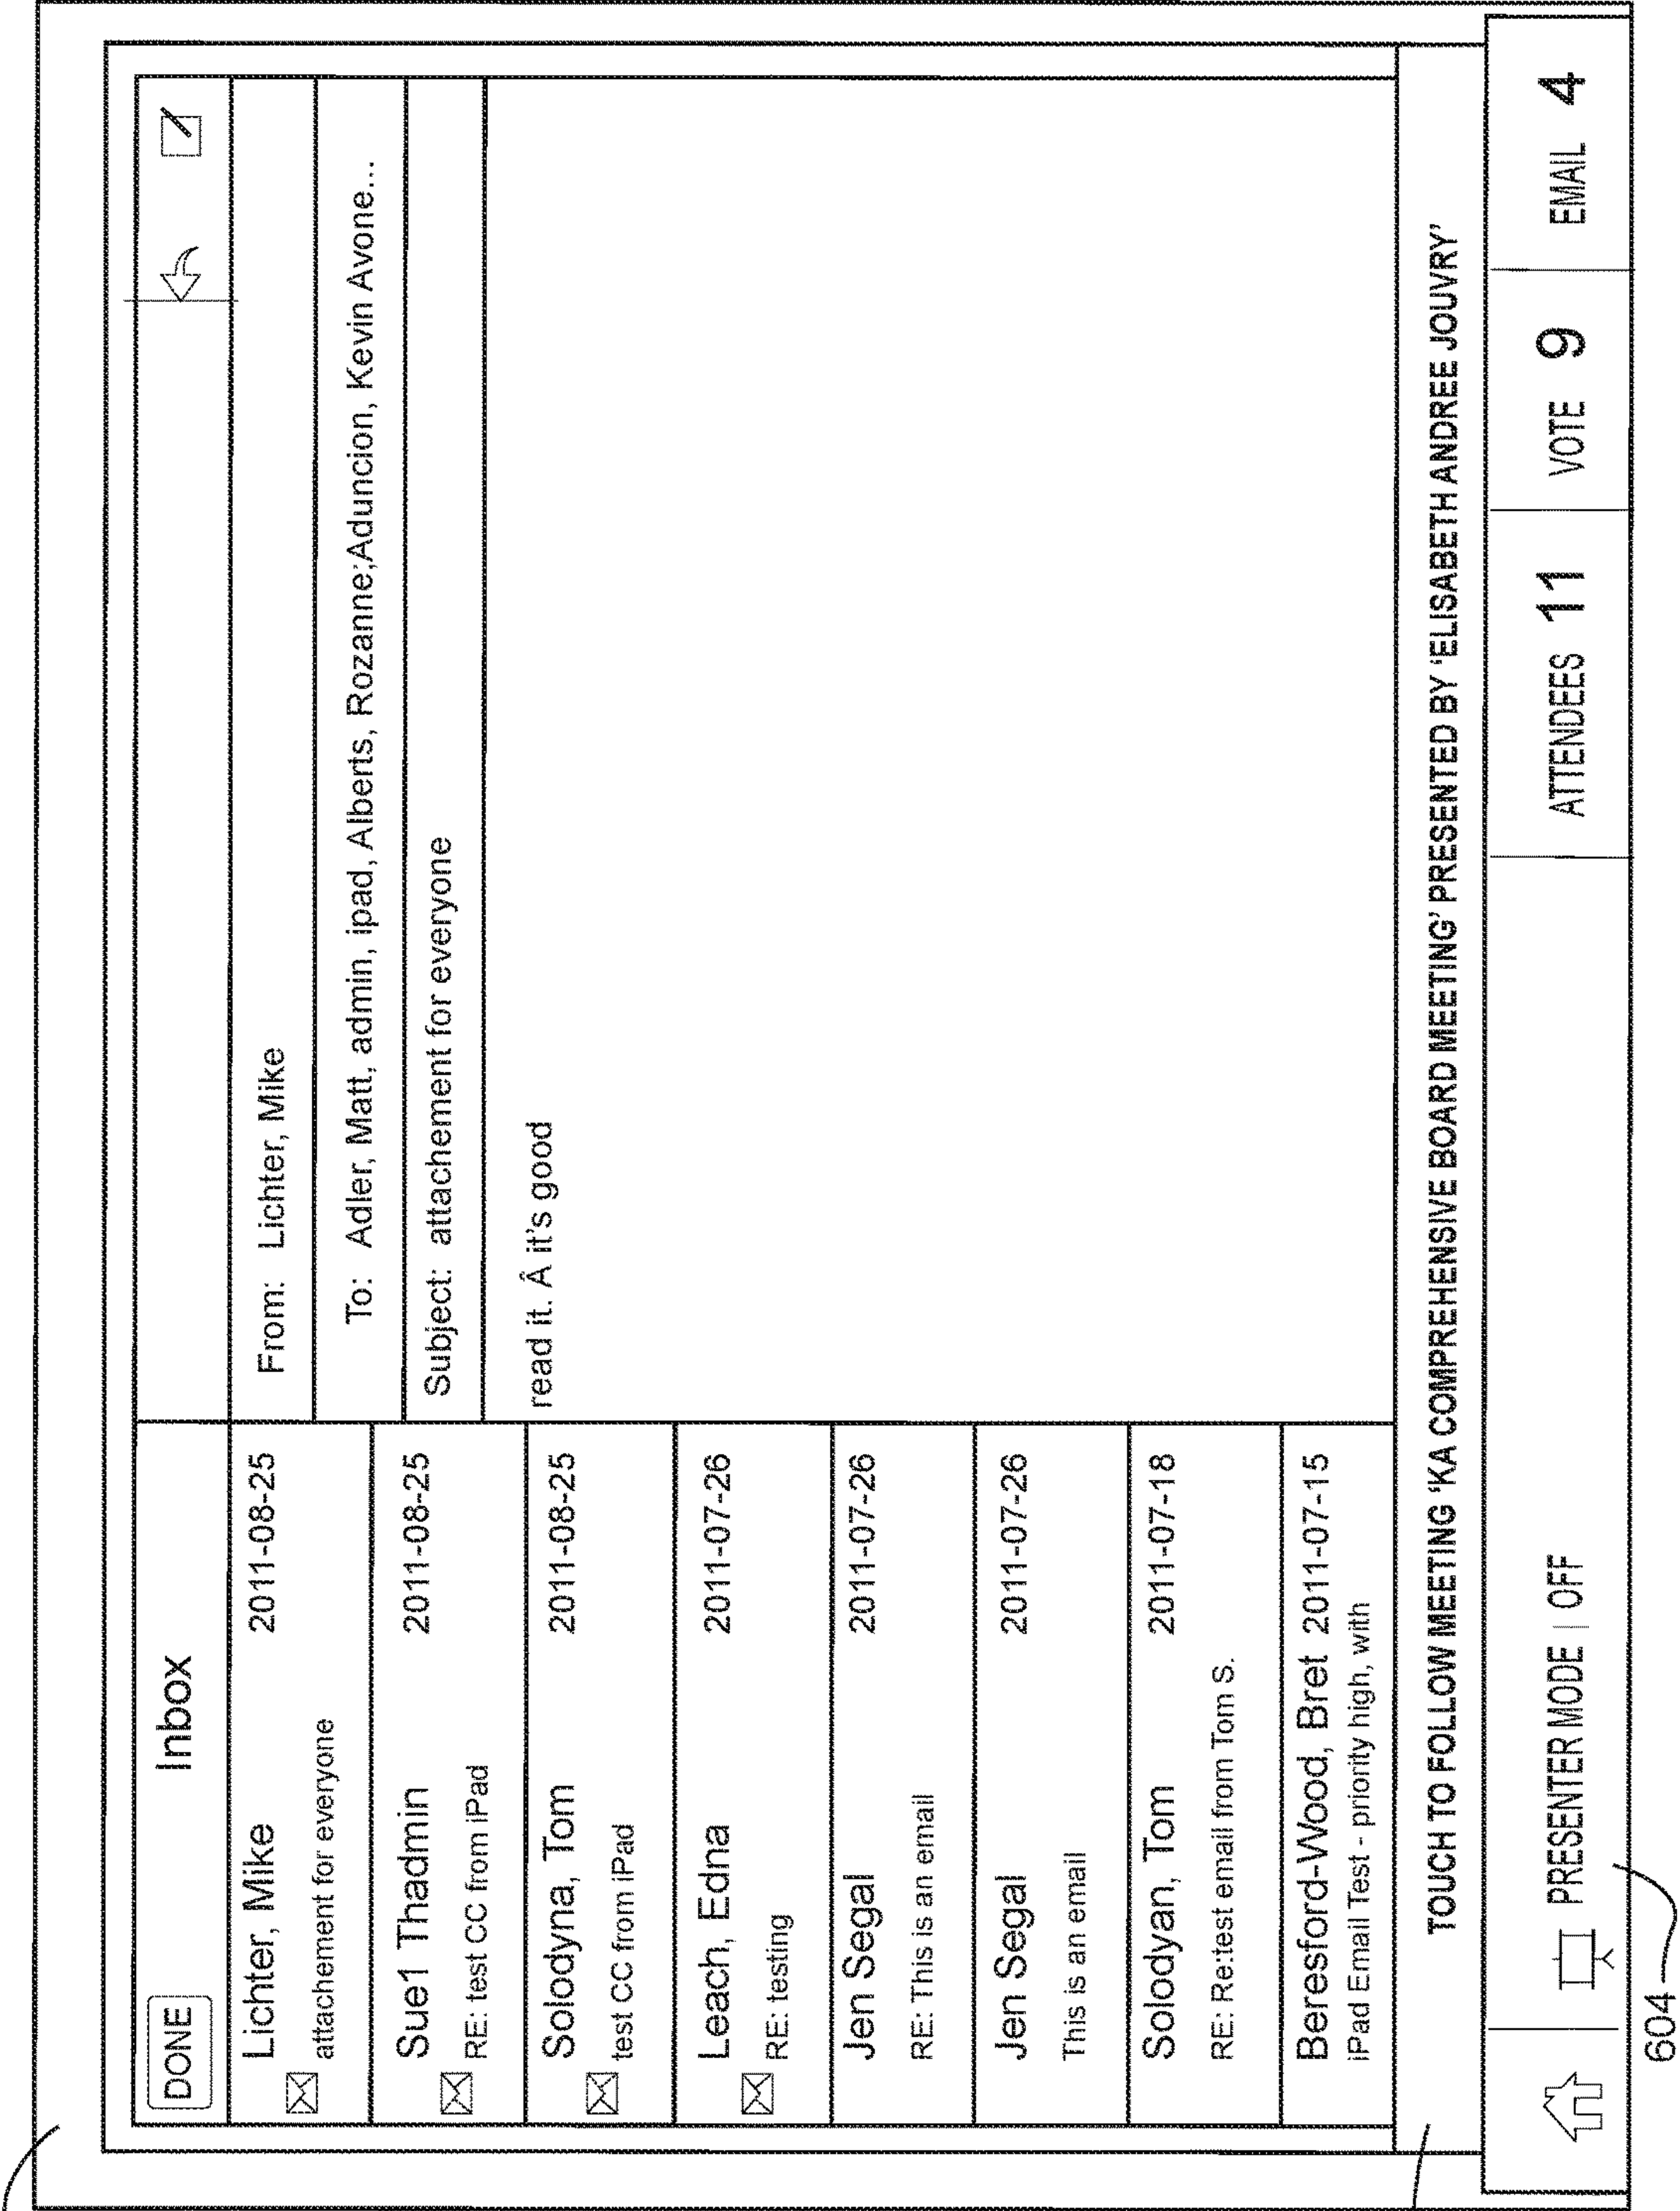 DONE
Inbox
Lichter, Mike 2011-08-25
attachement for everyone
Sue1 Thadmin 2011-08-25
RE: test CC from iPad
Solodyna, Tom 2011-08-25
test CC from iPad
Leach, Edna 2011-07-26
RE: testing
Jen Segal 2011-07-26
RE: This is an email
Jen Segal 2011-07-26
This is an email
Solodyan, Tom 2011-07-18
RE: Re:test email from Tom S.
Beresford-Wood, Bret 2011-07-15
iPad Email Test - priority high, with
From: Lichter, Mike
To: Adler, Matt, admin, ipad, Alberts, Rozanne;Aduncion, Kevin Avone...
Subject: attachement for everyone
read it. Â it's good
TOUCH TO FOLLOW MEETING 'KA COMPREHENSIVE BOARD MEETING' PRESENTED BY 'ELISABETH ANDREE JOUVRY'
PRESENTER MODE | OFF
ATTENDEES 11
VOTE 9
EMAIL 4
604